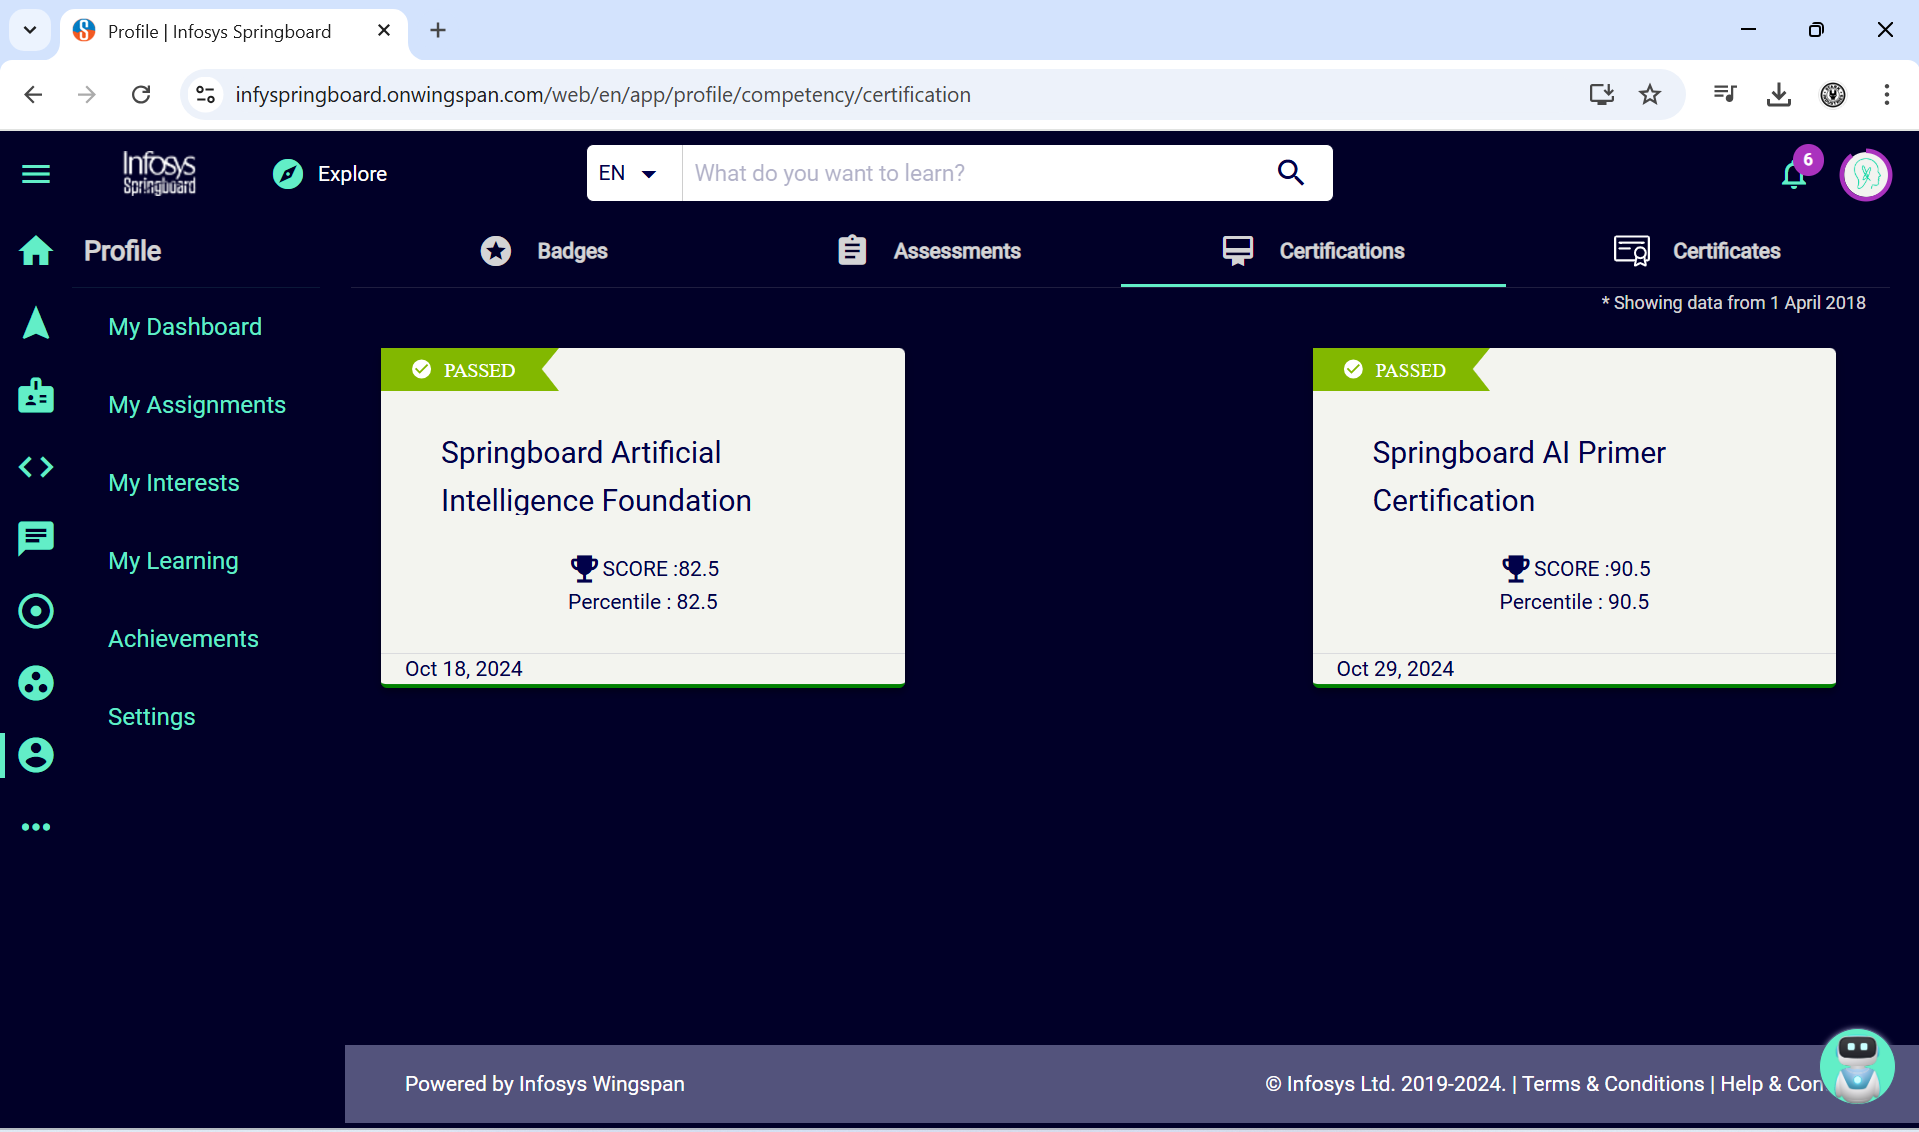 Profile | Infosys Springboard
infyspringboard.onwingspan.com/web/en/app/profile/competency/certification
Infosys
Springboard
Explore
EN
What do you want to learn?
6
Profile
Badges
Assessments
Certifications
Certificates
* Showing data from 1 April 2018
My Dashboard
My Assignments
My Interests
My Learning
Achievements
Settings
PASSED
Springboard Artificial
Intelligence Foundation
SCORE :82.5
Percentile : 82.5
Oct 18, 2024
PASSED
Springboard AI Primer
Certification
SCORE :90.5
Percentile : 90.5
Oct 29, 2024
Powered by Infosys Wingspan
© Infosys Ltd. 2019-2024. | Terms & Conditions | Help & Con